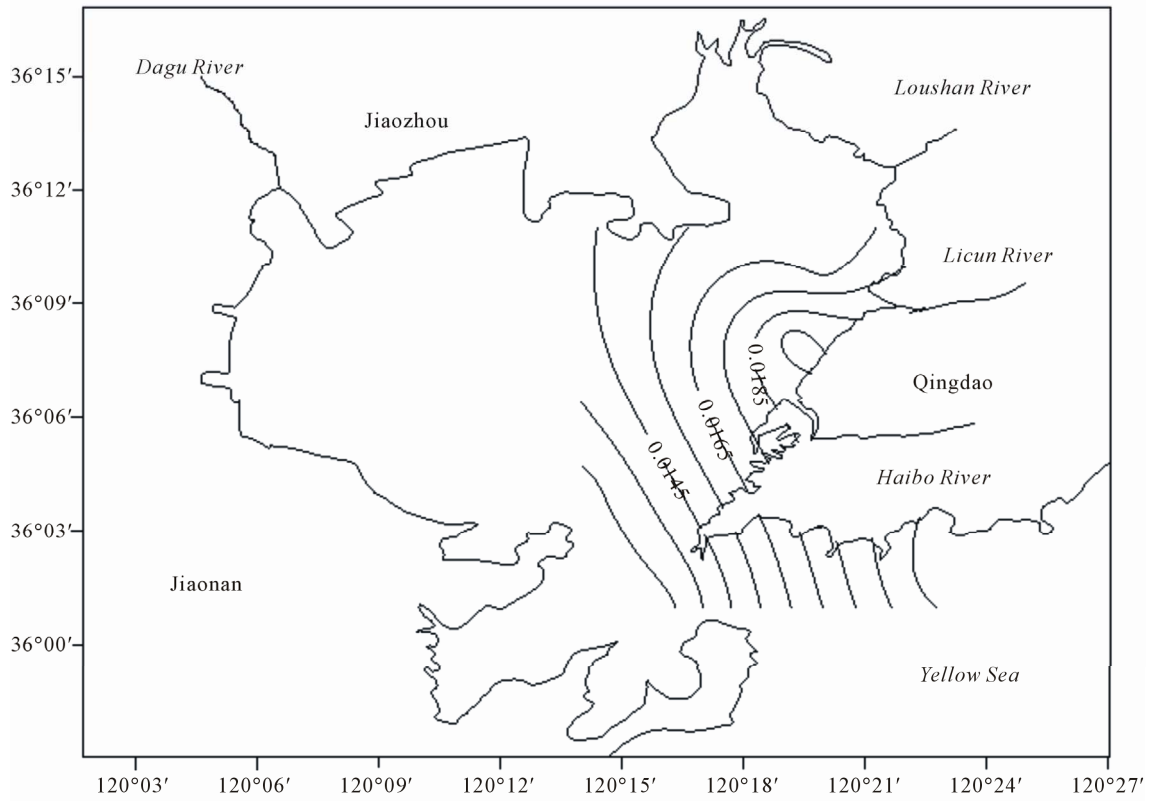 Dagu River
36°15′
Loushan River
Jiaozhou
36°12′
Licun River
36°09′
0.0185
Qingdao
36°06′
0.0165
0.0145
Haibo River
36°03′
Jiaonan
36°00′
Yellow Sea
120°03′ 120°06′ 120°09′ 120°12′ 120°15′ 120°18′ 120°21′ 120°24′ 120°27′